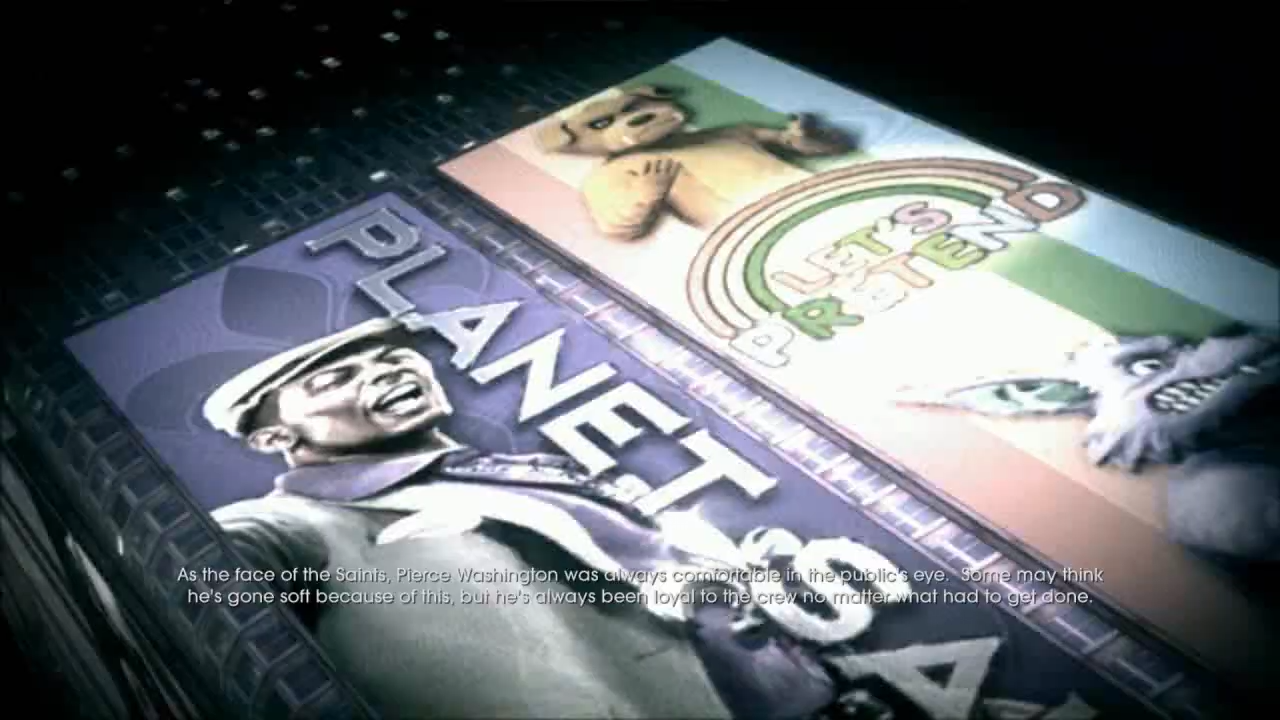 LET'S
PRETEND
PLANET
SA
As the face of the Saints, Pierce Washington was always comfortable in the public's eye.  Some may think
he's gone soft because of this, but he's always been loyal to the crew no matter what had to get done.